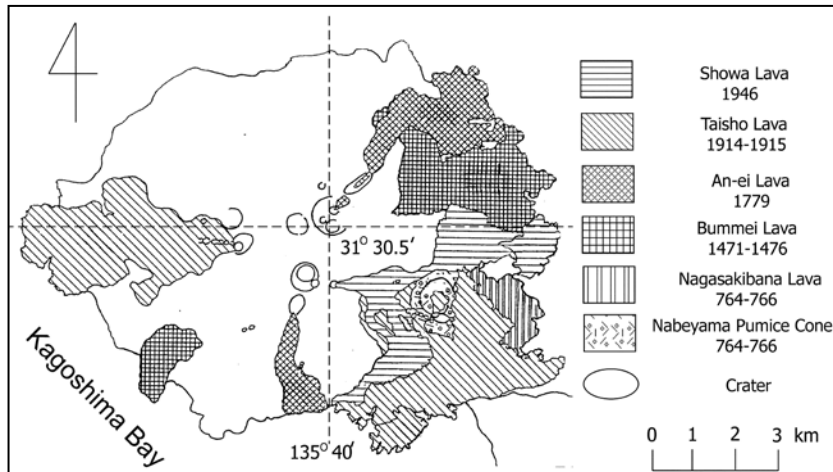 Showa Lava
1946
Taisho Lava
1914-1915
An-ei Lava
1779
31° 30.5′
Bummei Lava
1471-1476
Nagasakibana Lava
764-766
Nabeyama Pumice Cone
764-766
Crater
Kagoshima Bay
135° 40′
0 1 2 3 km